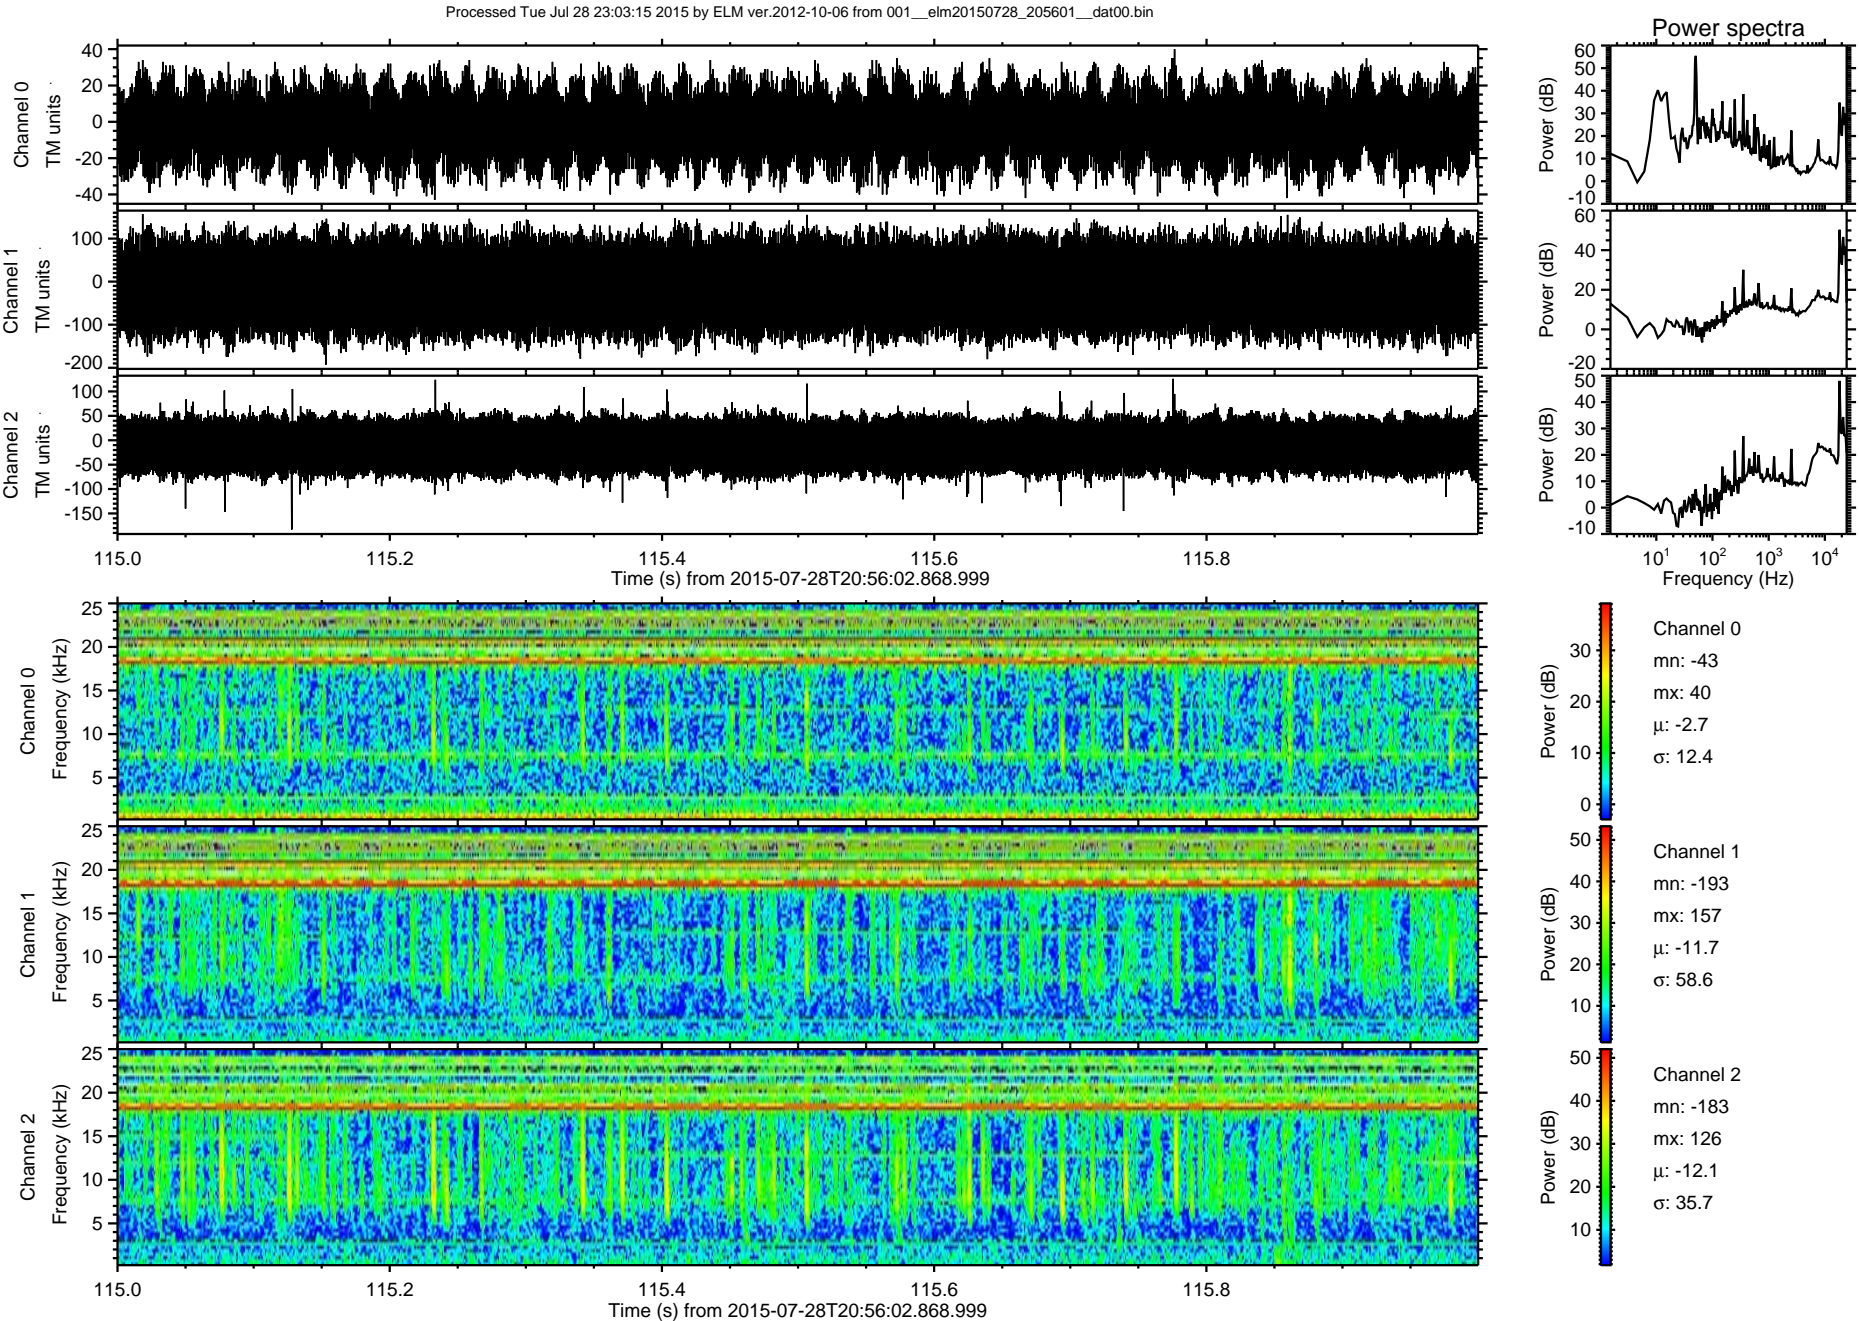 Processed Tue Jul 28 23:03:15 2015 by ELM ver.2012-10-06 from 001__elm20150728_205601__dat00.bin
Power spectra
Channel 0
TM units
40
20
0
-20
-40
Power (dB)
60
50
40
30
20
10
0
-10
Channel 1
TM units
100
0
-100
-200
Power (dB)
60
40
20
0
-20
Channel 2
TM units
100
50
0
-50
-100
-150
Power (dB)
50
40
30
20
10
0
-10
115.0 115.2 115.4 115.6 115.8
Time (s) from 2015-07-28T20:56:02.868.999
10^1 10^2 10^3 10^4
Frequency (Hz)
Channel 0
Frequency (kHz)
25
20
15
10
5
Power (dB)
30
20
10
0
Channel 0
mn: -43
mx: 40
μ: -2.7
σ: 12.4
Channel 1
Frequency (kHz)
25
20
15
10
5
Power (dB)
50
40
30
20
10
Channel 1
mn: -193
mx: 157
μ: -11.7
σ: 58.6
Channel 2
Frequency (kHz)
25
20
15
10
5
Power (dB)
50
40
30
20
10
Channel 2
mn: -183
mx: 126
μ: -12.1
σ: 35.7
115.0 115.2 115.4 115.6 115.8
Time (s) from 2015-07-28T20:56:02.868.999